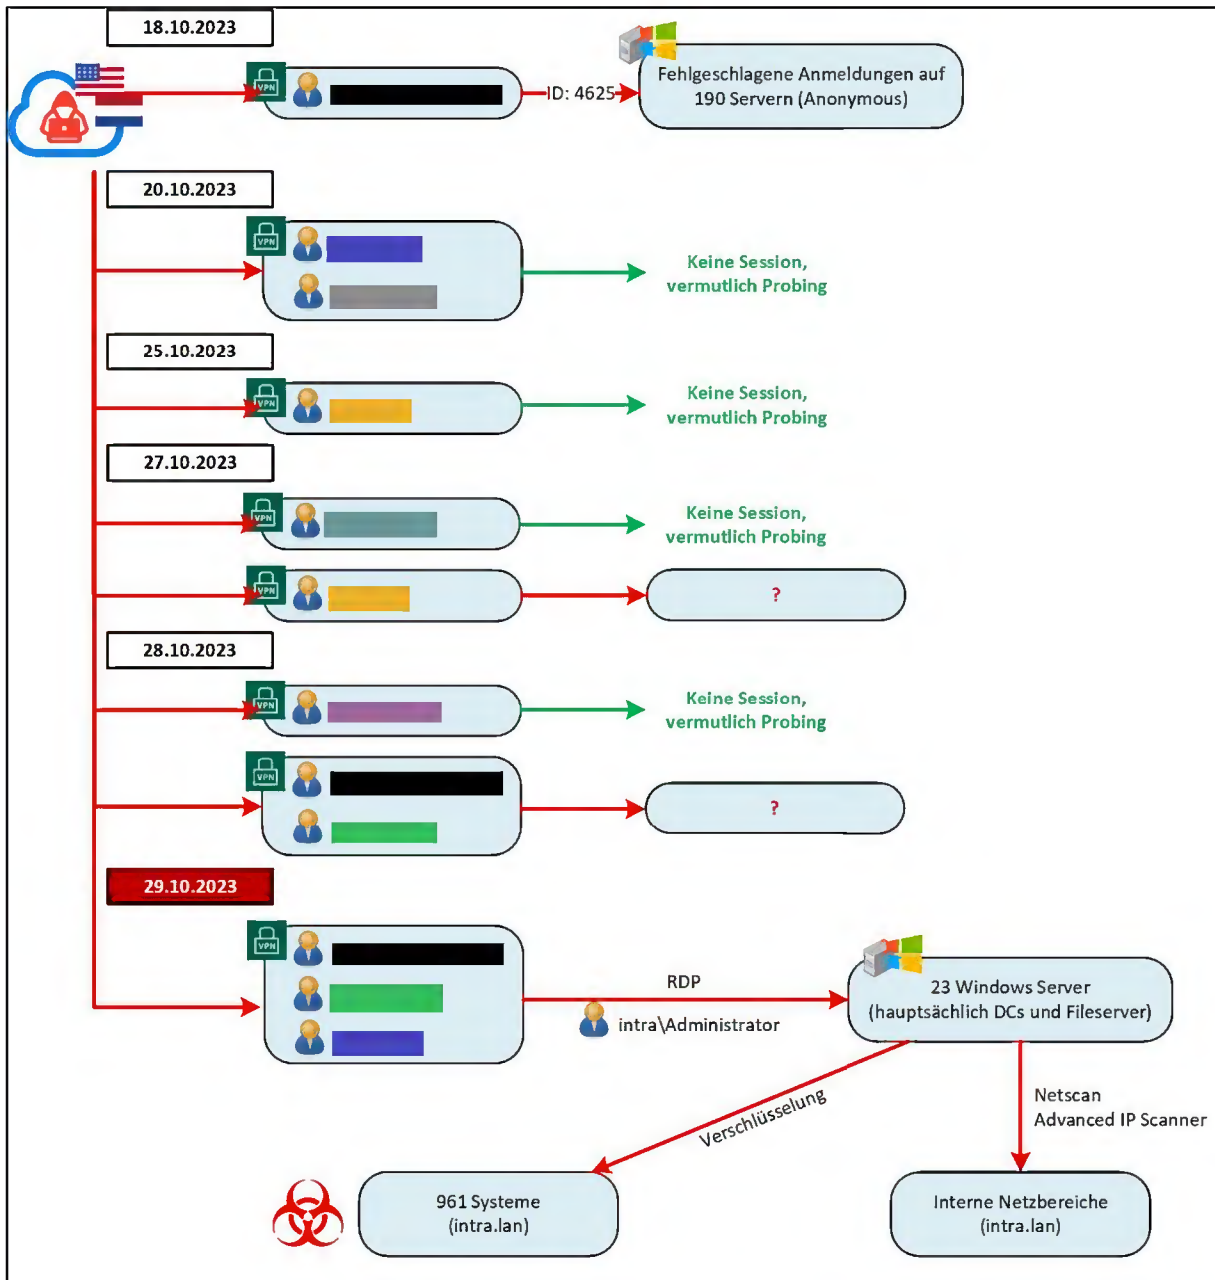 18.10.2023
VPN
ID: 4625
Fehlgeschlagene Anmeldungen auf
190 Servern (Anonymous)
20.10.2023
VPN
Keine Session,
vermutlich Probing
25.10.2023
VPN
Keine Session,
vermutlich Probing
27.10.2023
VPN
Keine Session,
vermutlich Probing
VPN
?
28.10.2023
VPN
Keine Session,
vermutlich Probing
VPN
?
29.10.2023
VPN
RDP
intra\Administrator
23 Windows Server
(hauptsächlich DCs und Fileserver)
Verschlüsselung
Netscan
Advanced IP Scanner
961 Systeme
(intra.lan)
Interne Netzbereiche
(intra.lan)